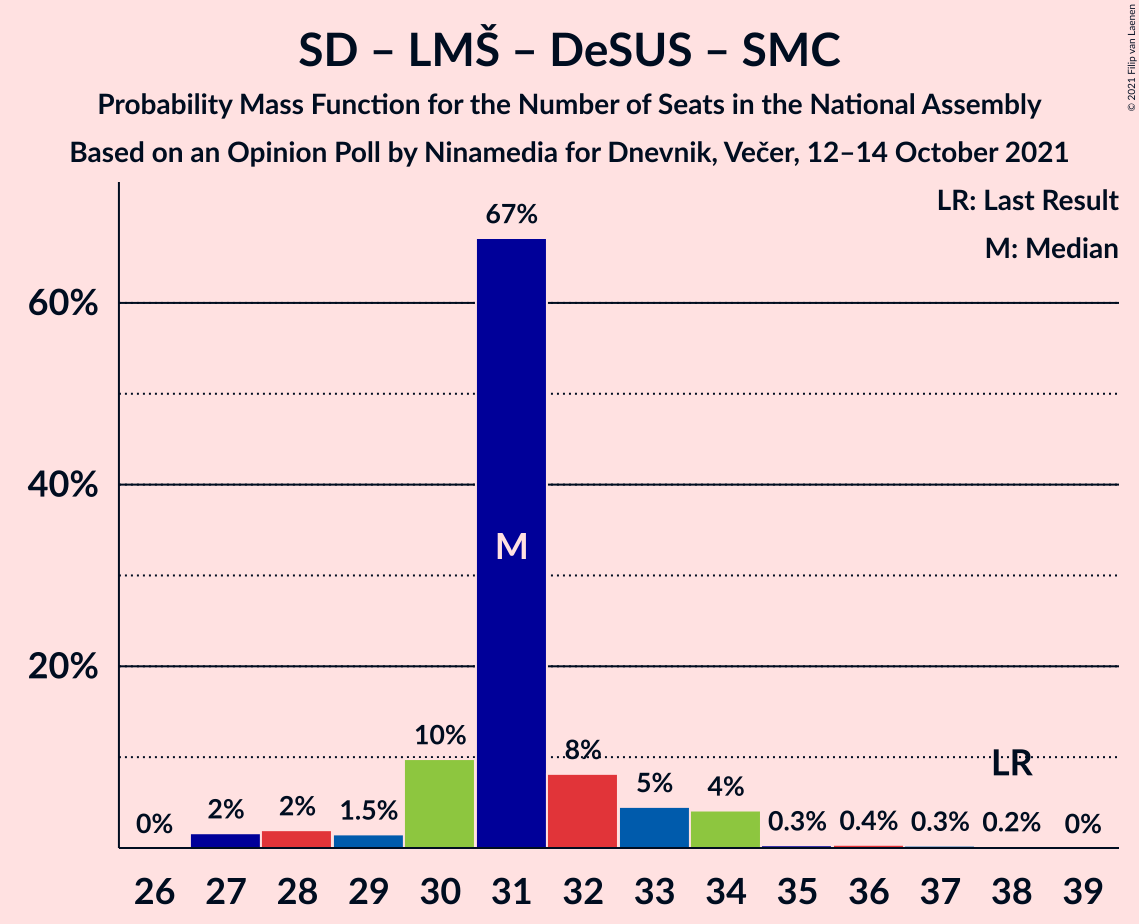 SD – LMŠ – DeSUS – SMC
Probability Mass Function for the Number of Seats in the National Assembly
Based on an Opinion Poll by Ninamedia for Dnevnik, Večer, 12–14 October 2021
© 2021 Filip van Laenen
LR: Last Result
M: Median
60%
40%
20%
0%
2%
2%
1.5%
10%
67%
M
8%
5%
4%
0.3%
0.4%
0.3%
LR
0.2%
0%
26 27 28 29 30 31 32 33 34 35 36 37 38 39